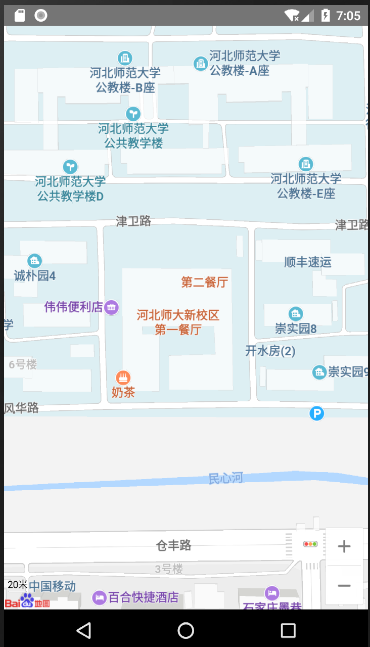 7:05
河北师范大学
公教楼-A座
河北师范大学
公教楼-B座
河北师范大学
公共教学楼
河北师范大学
公共教学楼D
河北师范大学
公教楼-E座
津卫路
津卫路
诚朴园4
顺丰速运
第二餐厅
伟伟便利店
河北师大新校区
第一餐厅
崇实园8
学
开水房(2)
6号楼
崇实园9
奶茶
风华路
P
民心河
仓丰路
3号楼
20米
中国移动
Bai 地图
百合快捷酒店
石家庄墨巷